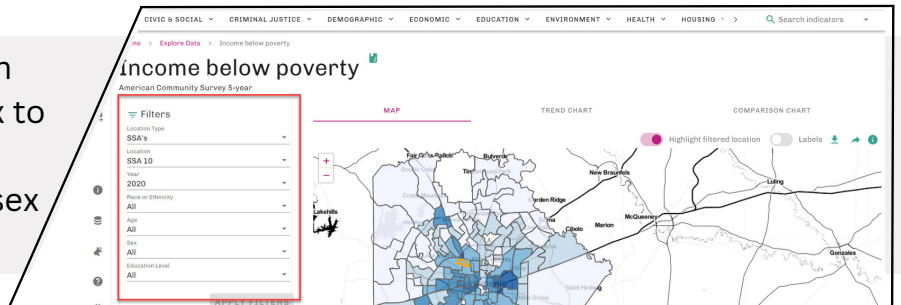 n
x to
sex
CIVIC & SOCIAL CRIMINAL JUSTICE DEMOGRAPHIC ECONOMIC EDUCATION ENVIRONMENT HEALTH HOUSING Search indicators
me > Explore Data > Income below poverty
Income below poverty
American Community Survey 5-year
Filters
Location Type
SSA's
Location
SSA 10
Year
2020
Race or Ethnicity
All
Age
All
Sex
All
Education Level
All
APPLY FILTERS
MAP TREND CHART COMPARISON CHART
Highlight filtered location Labels
+
−
Bulverde
New Braunfels
Luling
Garden Ridge
Lakehills
Cibolo
Marion
McQueeney
Gonzales
Saint Hedwig